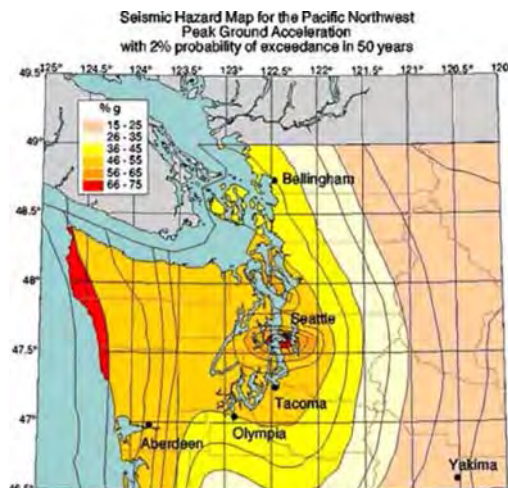 Seismic Hazard Map for the Pacific Northwest
Peak Ground Acceleration
with 2% probability of exceedance in 50 years
125° 124.5° 124° 123.5° 123° 122.5° 122° 121.5° 121° 120.5° 120
49.5°
% g
15 - 25
26 - 35
36 - 45
46 - 55
56 - 65
66 - 75
49°
Bellingham
48.5°
48°
Seattle
47.5°
Tacoma
47°
Aberdeen
Olympia
Yakima
46.5°